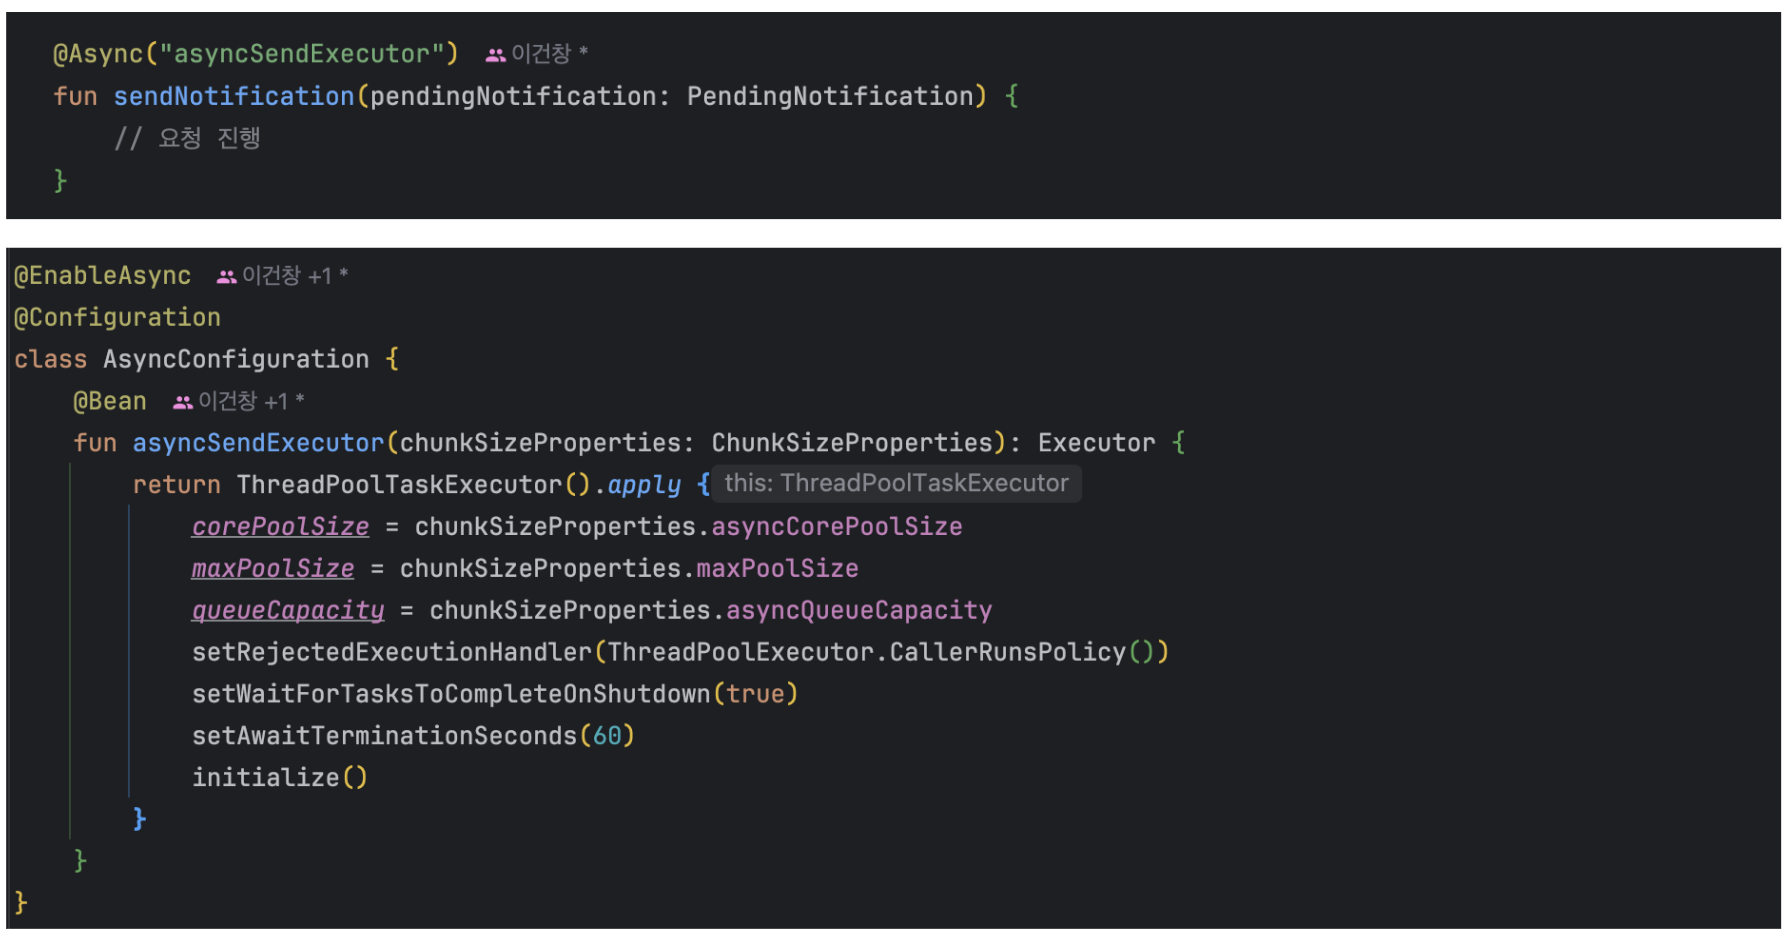 @Async("asyncSendExecutor") 이건창 *
fun sendNotification(pendingNotification: PendingNotification) {
// 요청 진행
}
@EnableAsync 이건창 +1 *
@Configuration
class AsyncConfiguration {
@Bean 이건창 +1 *
fun asyncSendExecutor(chunkSizeProperties: ChunkSizeProperties): Executor {
return ThreadPoolTaskExecutor().apply { this: ThreadPoolTaskExecutor
corePoolSize = chunkSizeProperties.asyncCorePoolSize
maxPoolSize = chunkSizeProperties.maxPoolSize
queueCapacity = chunkSizeProperties.asyncQueueCapacity
setRejectedExecutionHandler(ThreadPoolExecutor.CallerRunsPolicy())
setWaitForTasksToCompleteOnShutdown(true)
setAwaitTerminationSeconds(60)
initialize()
}
}
}